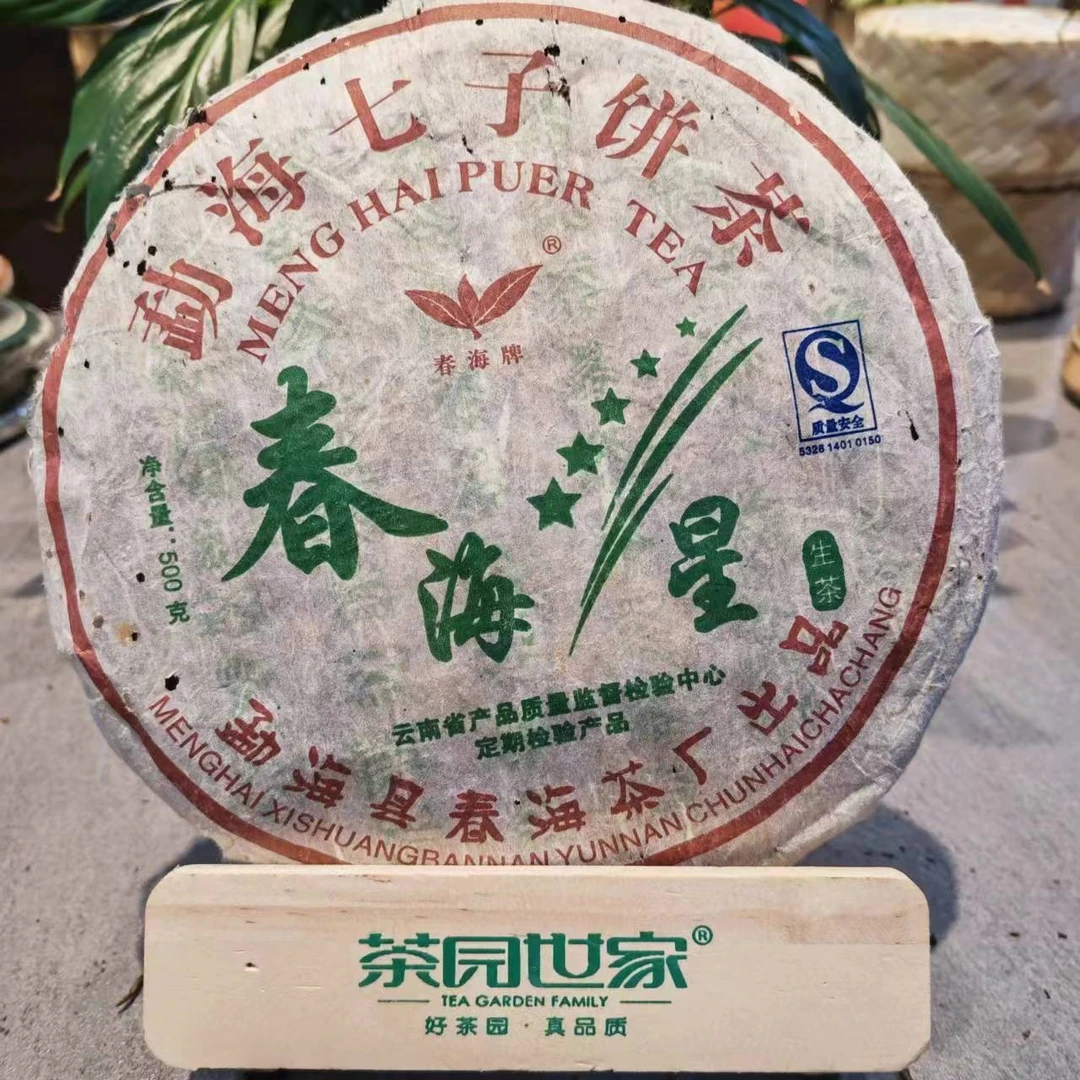 勐海七子饼茶
MENG HAI PUER TEA
®
春海牌
春海星
质量安全
5328 1401 0150
净含量:500克
生茶
云南省产品质量监督检验中心
定期检验产品
勐海县春海茶厂出品
MENGHAI XISHUANGBANNAN YUNNAN CHUNHAICHACHANG
茶园世家®
TEA GARDEN FAMILY
好茶园·真品质